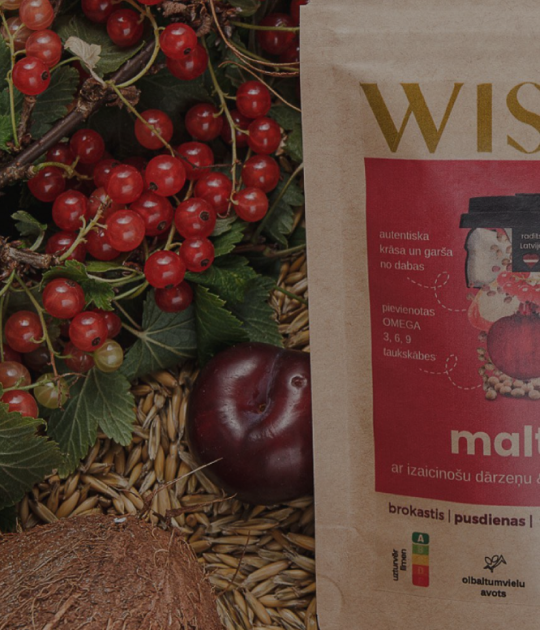 WIS
autentiska
krāsa un garša
no dabas
pievienotas
OMEGA
3, 6, 9
taukskābes
malt
ar izaicinošu dārzeņu &
brokastis | pusdienas |
A
uzturvērt
olbaltumvielu
avots